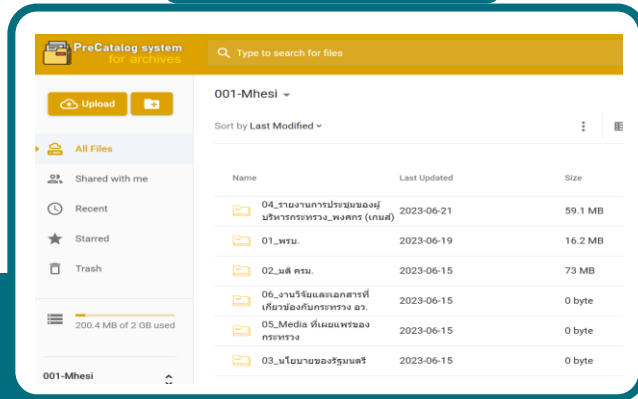 PreCatalog system
for archives
Type to search for files
Upload
All Files
Shared with me
Recent
Starred
Trash
200.4 MB of 2 GB used
001-Mhesi
001-Mhesi
Sort by Last Modified
Name Last Updated Size
04_รายงานการประชุมของผู้
บริหารกระทรวง_พงศกร (เกมส์) 2023-06-21 59.1 MB
01_พรบ. 2023-06-19 16.2 MB
02_มติ ครม. 2023-06-15 73 MB
06_งานวิจัยและเอกสารที่
เกี่ยวข้องกับกระทรวง อว. 2023-06-15 0 byte
05_Media ที่เผยแพร่ของ
กระทรวง 2023-06-15 0 byte
03_นโยบายของรัฐมนตรี 2023-06-15 0 byte